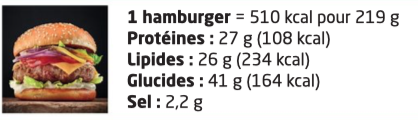 1 hamburger = 510 kcal pour 219 g
Protéines : 27 g (108 kcal)
Lipides : 26 g (234 kcal)
Glucides : 41 g (164 kcal)
Sel : 2,2 g